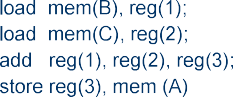 load mem(B), reg(1);
load mem(C), reg(2);
add reg(1), reg(2), reg(3);
store reg(3), mem (A)